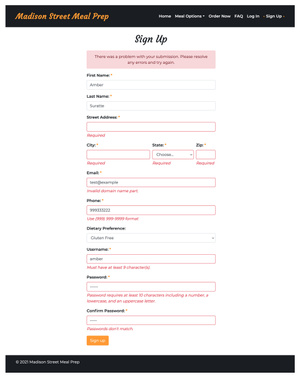 Madison Street Meal Prep
Home Meal Options Order Now FAQ Log In - Sign Up -
Sign Up
There was a problem with your submission. Please resolve
any errors and try again.
First Name: *
Amber
Last Name: *
Street Address: *
Required
City: * State: * Zip: *
Choose...
Required Required Required
Email: *
test@example
Invalid domain name part.
Phone: *
Use (999) 999-9999 format
Dietary Preference:
Gluten Free
Username: *
amber
Must have at least 8 character(s).
Password: *
Password requires at least 10 characters including a number, a
lowercase, and an uppercase letter.
Confirm Password: *
Passwords don't match.
Sign up
© 2021 Madison Street Meal Prep